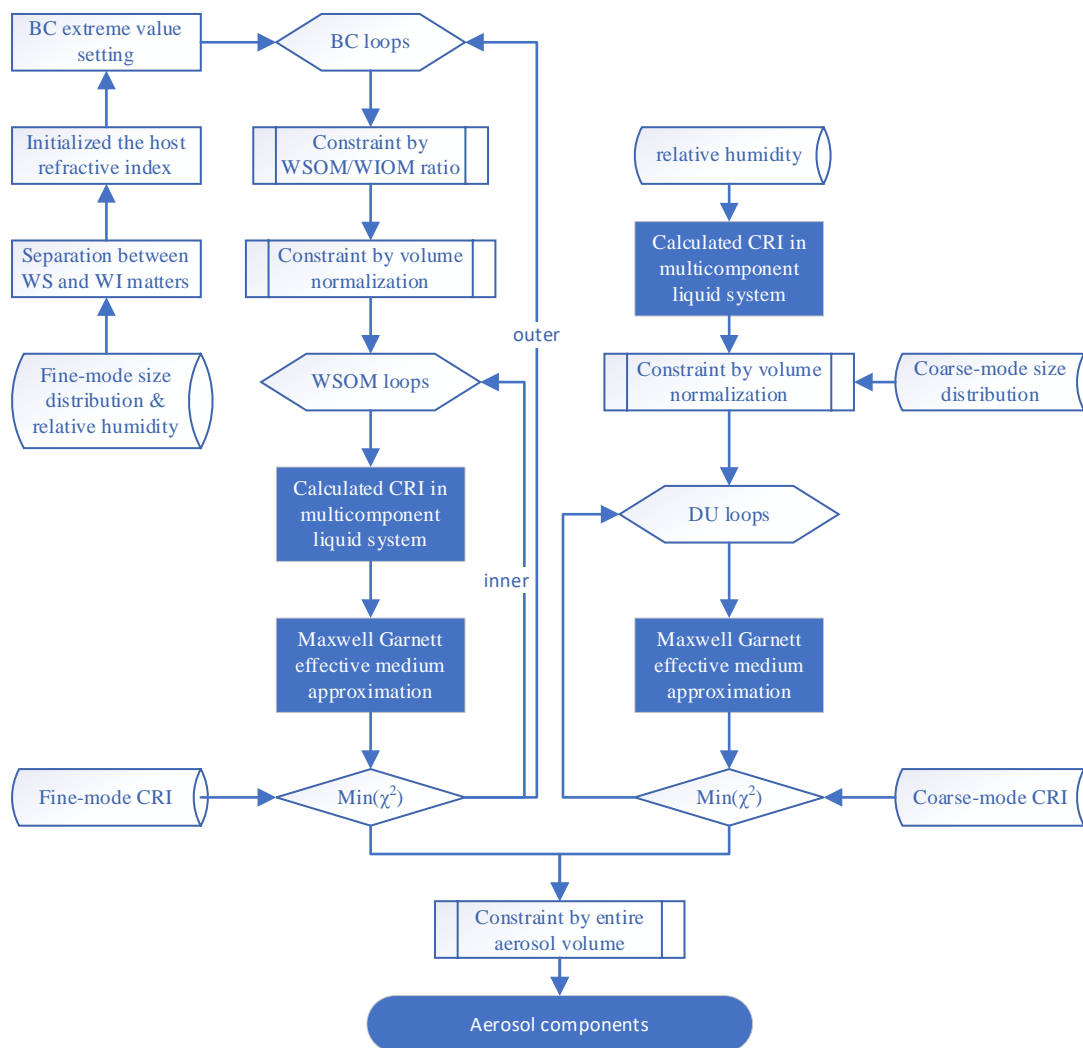 BC extreme value
setting
BC loops
Initialized the host
refractive index
Constraint by
WSOM/WIOM ratio
relative humidity
Separation between
WS and WI matters
Constraint by volume
normalization
Calculated CRI in
multicomponent
liquid system
outer
Fine-mode size
distribution &
relative humidity
WSOM loops
Constraint by volume
normalization
Coarse-mode size
distribution
Calculated CRI in
multicomponent
liquid system
DU loops
inner
Maxwell Garnett
effective medium
approximation
Maxwell Garnett
effective medium
approximation
Fine-mode CRI
Min(χ²)
Min(χ²)
Coarse-mode CRI
Constraint by entire
aerosol volume
Aerosol components